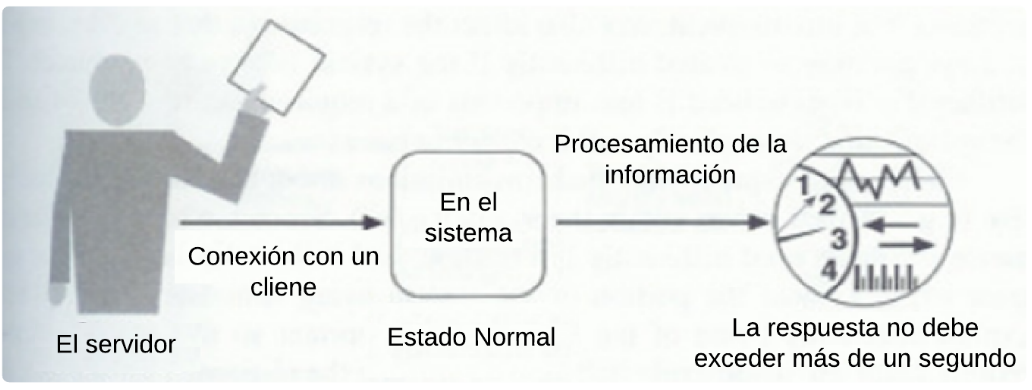 El servidor
Conexión con un
cliene
En el
sistema
Estado Normal
Procesamiento de la
información
1
2
3
4
La respuesta no debe
exceder más de un segundo